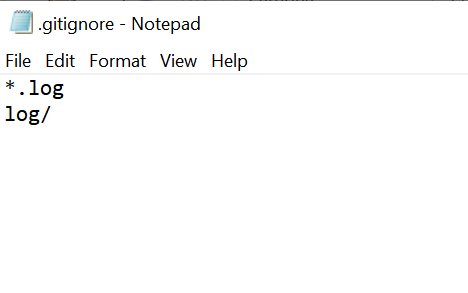 .gitignore - Notepad
File Edit Format View Help
*.log
log/